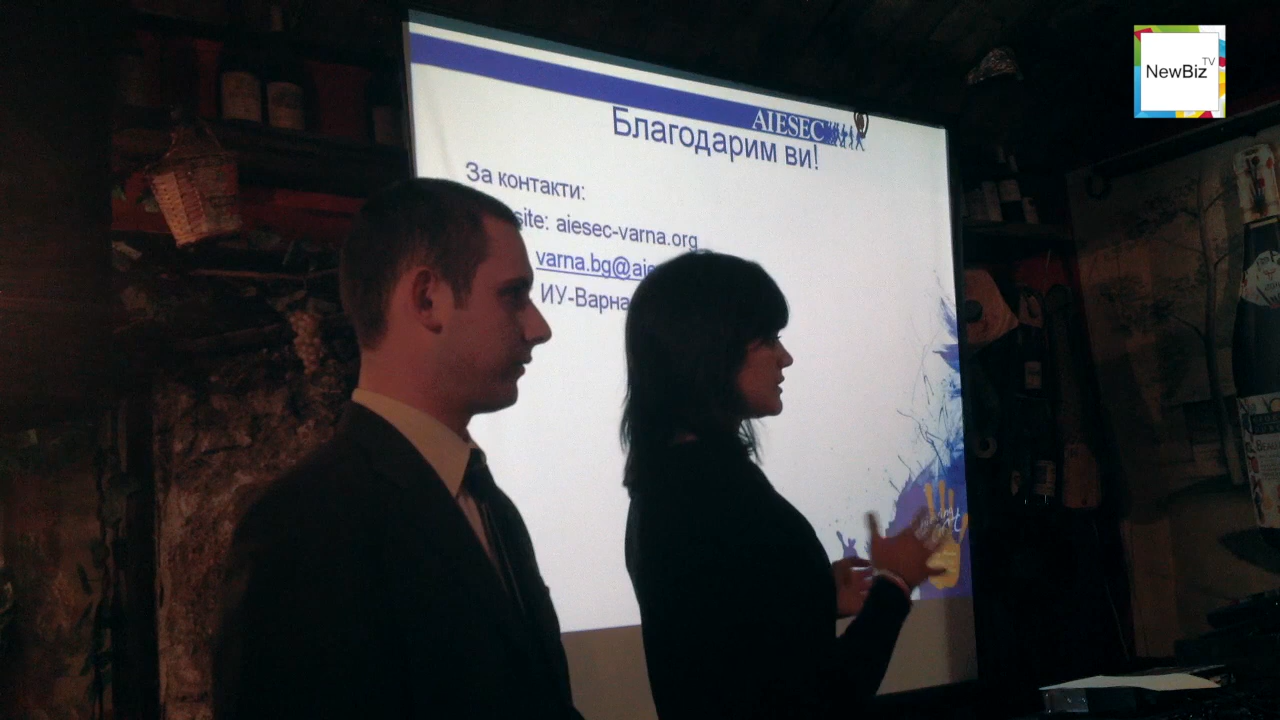 NewBiz TV
AIESEC
Благодарим ви!
За контакти:
site: aiesec-varna.org
varna.bg@aie
ИУ-Варна